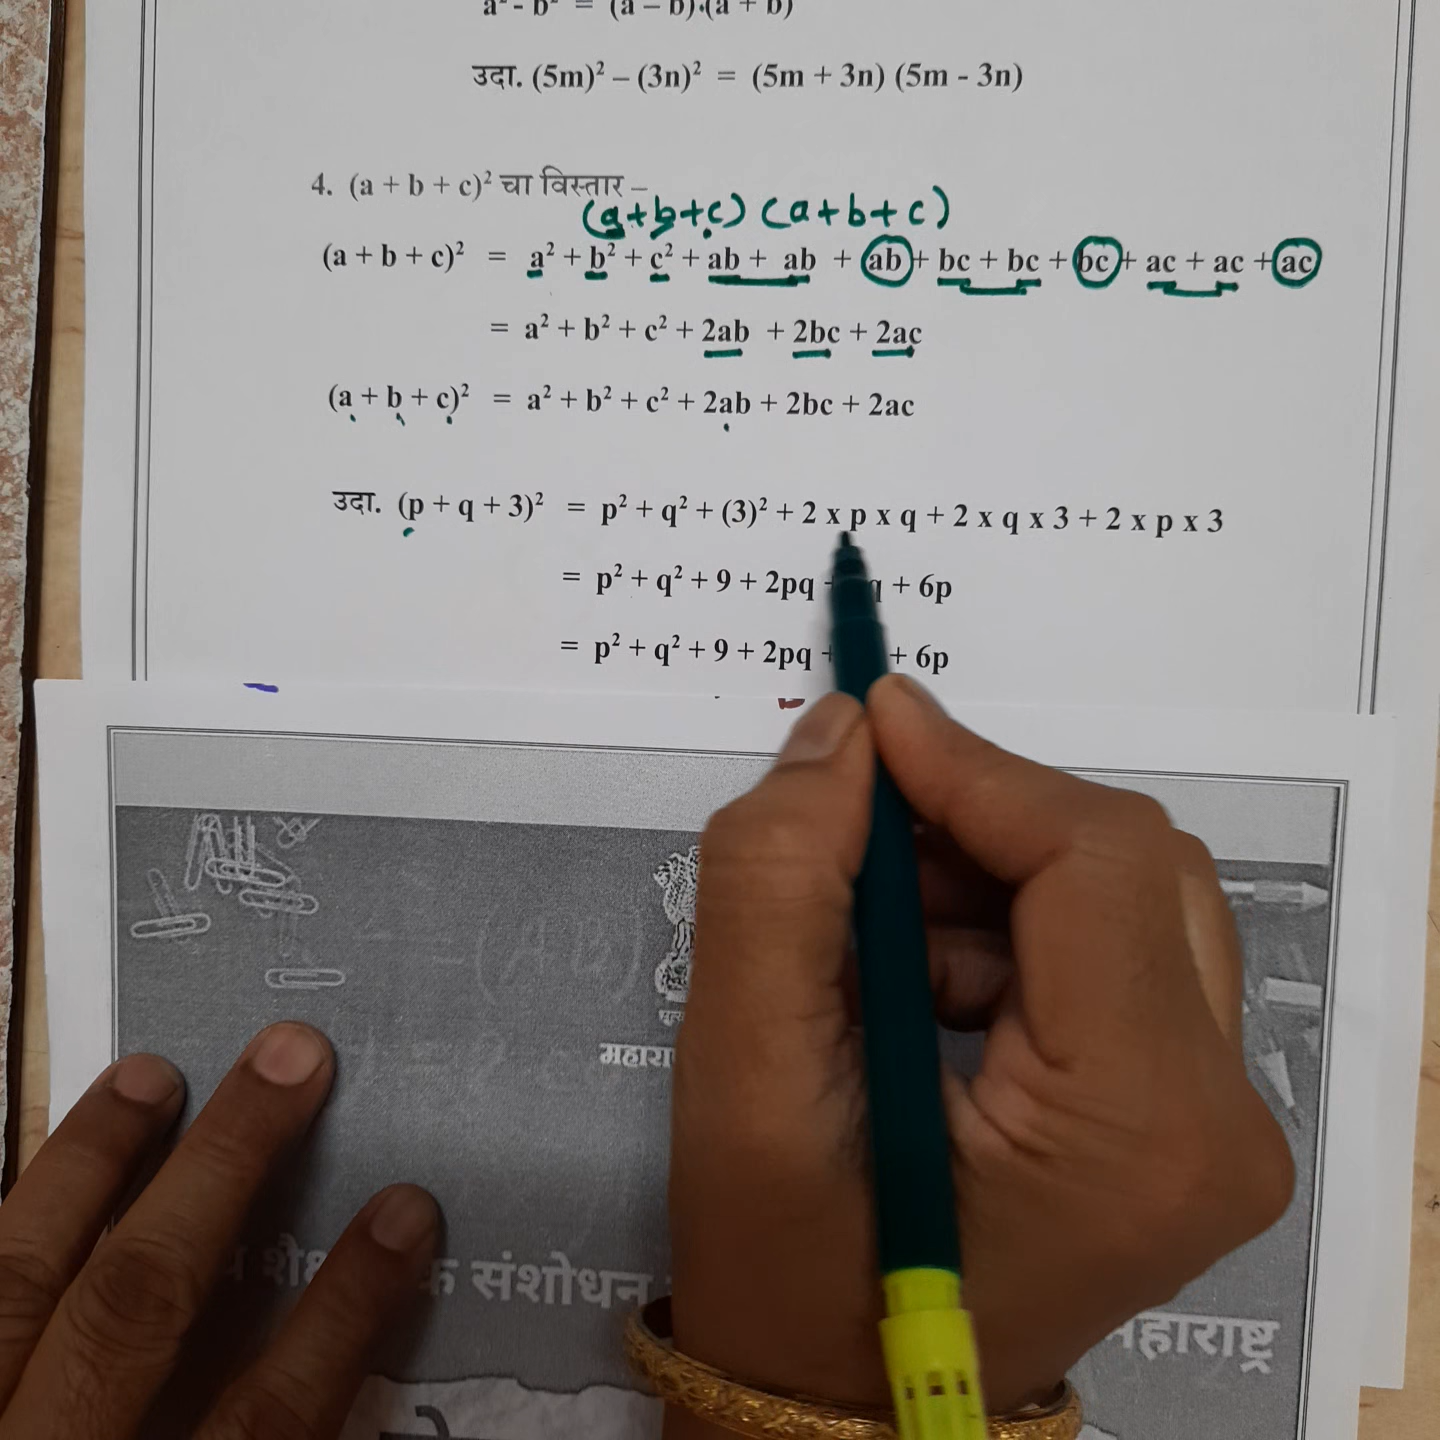 a² - b² = (a – b).(a + b)
उदा. (5m)² – (3n)² = (5m + 3n) (5m - 3n)
4. (a + b + c)² चा विस्तार –
(a+b+c) (a+b+c)
(a + b + c)² = a² + b² + c² + ab + ab + ab + bc + bc + bc + ac + ac + ac
= a² + b² + c² + 2ab + 2bc + 2ac
(a + b + c)² = a² + b² + c² + 2ab + 2bc + 2ac
उदा. (p + q + 3)² = p² + q² + (3)² + 2 x p x q + 2 x q x 3 + 2 x p x 3
= p² + q² + 9 + 2pq + 6p
= p² + q² + 9 + 2pq + 6p
संशोधन
महाराष्ट्र